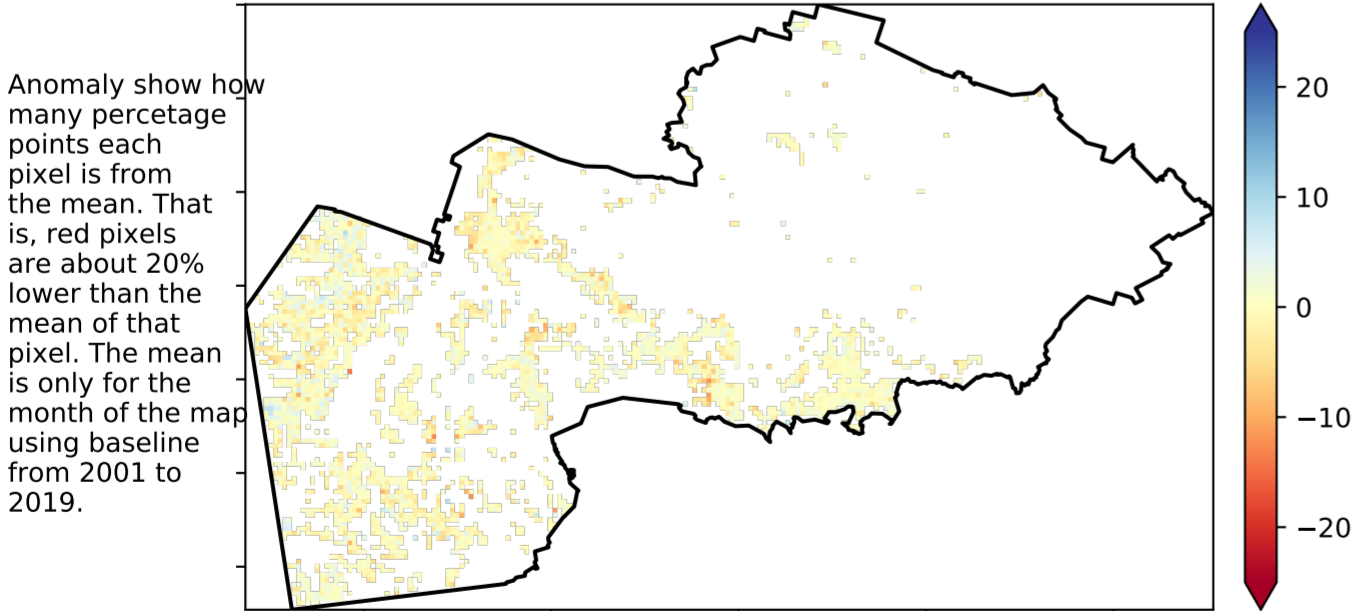 Anomaly show how
many percetage
points each
pixel is from
the mean. That
is, red pixels
are about 20%
lower than the
mean of that
pixel. The mean
is only for the
month of the map
using baseline
from 2001 to
2019.
20
10
0
−10
−20